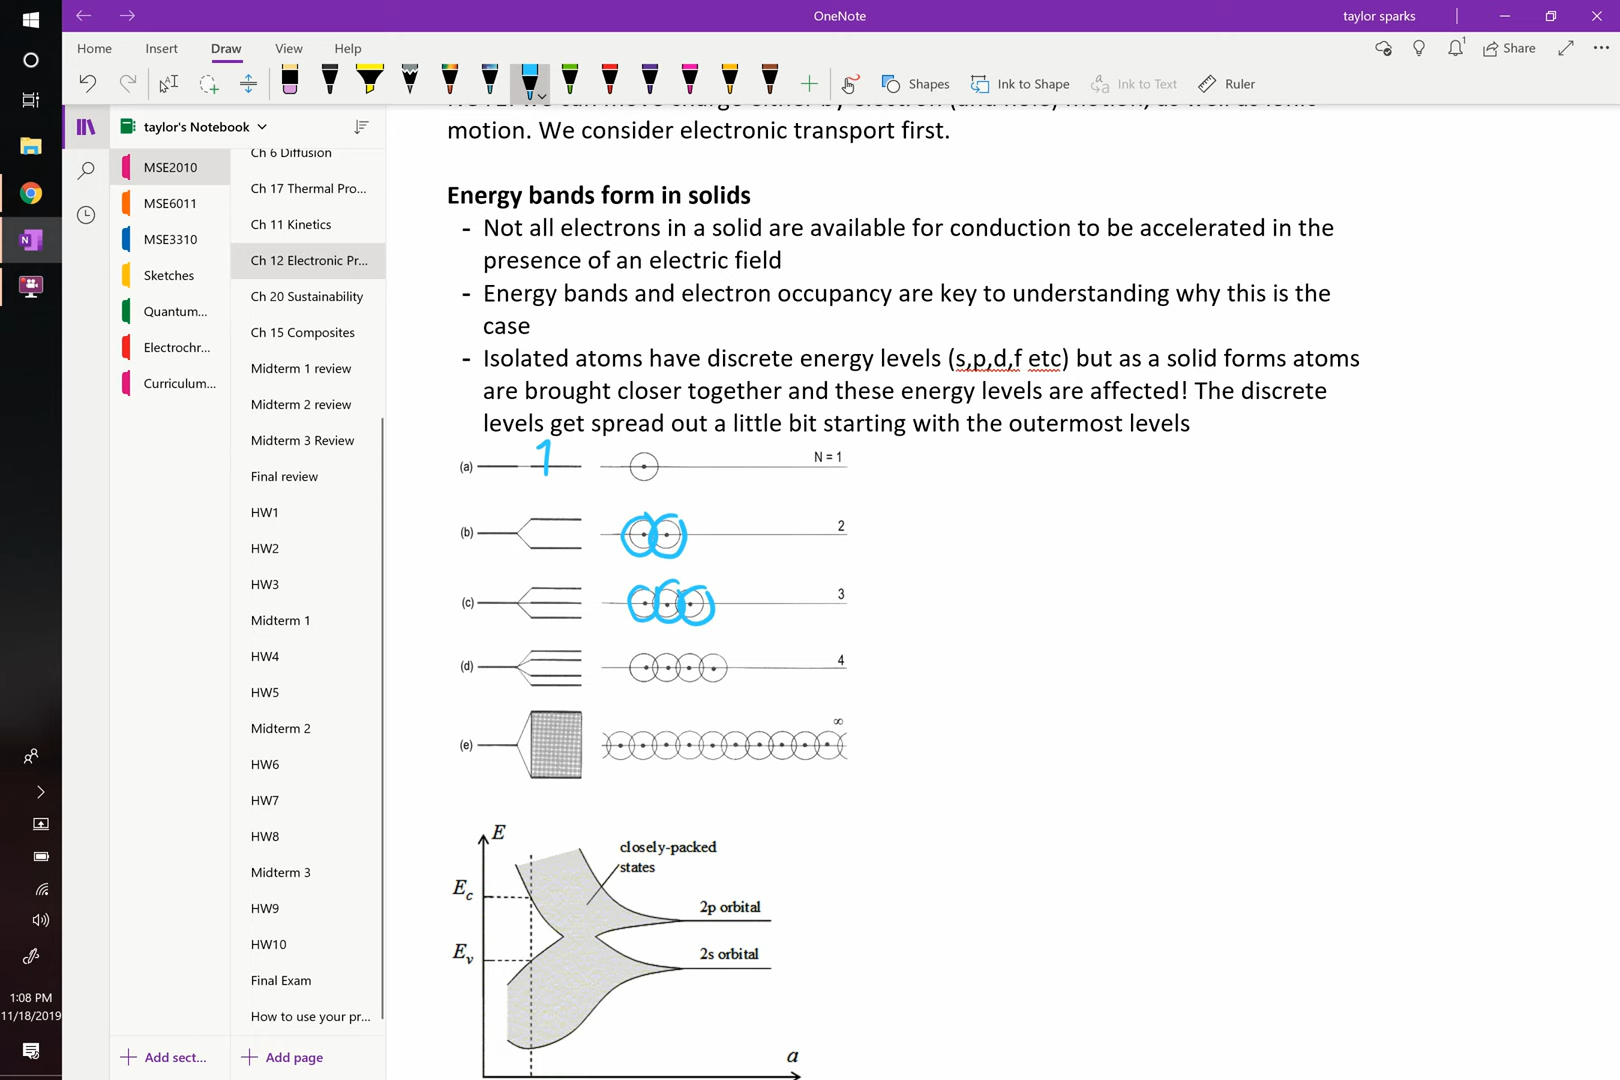 OneNote
taylor sparks
Home
Insert
Draw
View
Help
1
Share
Shapes
Ink to Shape
Ink to Text
Ruler
taylor's Notebook
MSE2010
MSE6011
MSE3310
Sketches
Quantum...
Electrochr...
Curriculum...
Add sect...
Ch 6 Diffusion
Ch 17 Thermal Pro...
Ch 11 Kinetics
Ch 12 Electronic Pr...
Ch 20 Sustainability
Ch 15 Composites
Midterm 1 review
Midterm 2 review
Midterm 3 Review
Final review
HW1
HW2
HW3
Midterm 1
HW4
HW5
Midterm 2
HW6
HW7
HW8
Midterm 3
HW9
HW10
Final Exam
How to use your pr...
Add page
motion. We consider electronic transport first.
Energy bands form in solids
- Not all electrons in a solid are available for conduction to be accelerated in the
presence of an electric field
- Energy bands and electron occupancy are key to understanding why this is the
case
- Isolated atoms have discrete energy levels (s,p,d,f etc) but as a solid forms atoms
are brought closer together and these energy levels are affected! The discrete
levels get spread out a little bit starting with the outermost levels
(a) 1 N = 1
(b) 2
(c) 3
(d) 4
(e) ∞
E
closely-packed
states
Ec
2p orbital
Ev
2s orbital
a
1:08 PM
11/18/2019